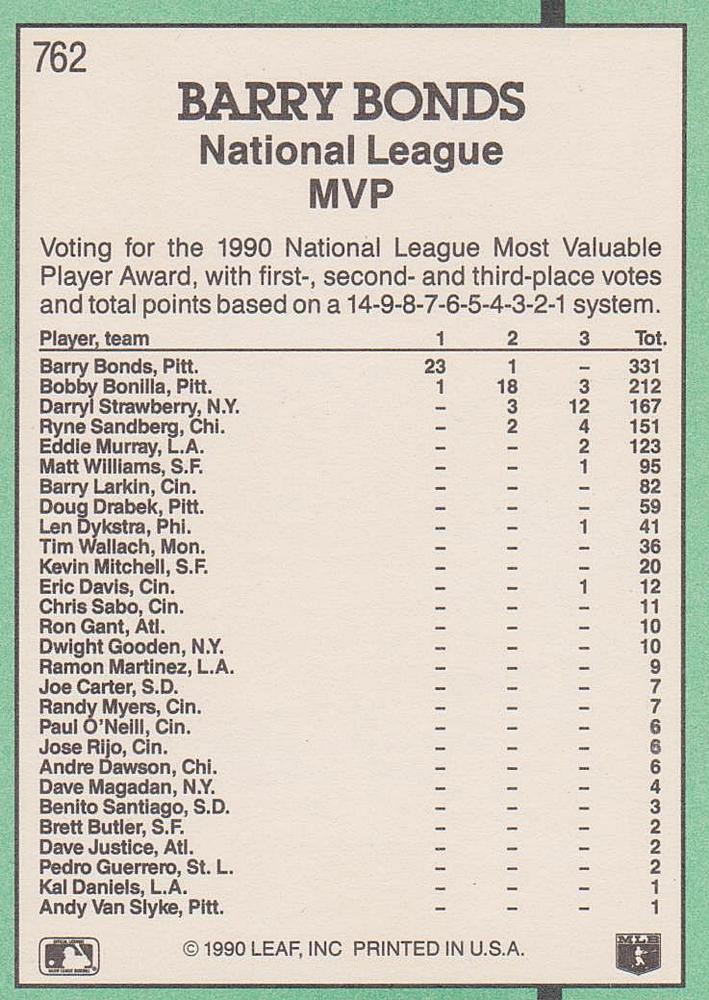 762
BARRY BONDS
National League
MVP
Voting for the 1990 National League Most Valuable
Player Award, with first-, second- and third-place votes
and total points based on a 14-9-8-7-6-5-4-3-2-1 system.
Player, team 1 2 3 Tot.
Barry Bonds, Pitt. 23 1 – 331
Bobby Bonilla, Pitt. 1 18 3 212
Darryl Strawberry, N.Y. – 3 12 167
Ryne Sandberg, Chi. – 2 4 151
Eddie Murray, L.A. – – 2 123
Matt Williams, S.F. – – 1 95
Barry Larkin, Cin. – – – 82
Doug Drabek, Pitt. – – – 59
Len Dykstra, Phi. – – 1 41
Tim Wallach, Mon. – – – 36
Kevin Mitchell, S.F. – – – 20
Eric Davis, Cin. – – 1 12
Chris Sabo, Cin. – – – 11
Ron Gant, Atl. – – – 10
Dwight Gooden, N.Y. – – – 10
Ramon Martinez, L.A. – – – 9
Joe Carter, S.D. – – – 7
Randy Myers, Cin. – – – 7
Paul O'Neill, Cin. – – – 6
Jose Rijo, Cin. – – – 6
Andre Dawson, Chi. – – – 6
Dave Magadan, N.Y. – – – 4
Benito Santiago, S.D. – – – 3
Brett Butler, S.F. – – – 2
Dave Justice, Atl. – – – 2
Pedro Guerrero, St. L. – – – 2
Kal Daniels, L.A. – – – 1
Andy Van Slyke, Pitt. – – – 1
© 1990 LEAF, INC PRINTED IN U.S.A.
MLB